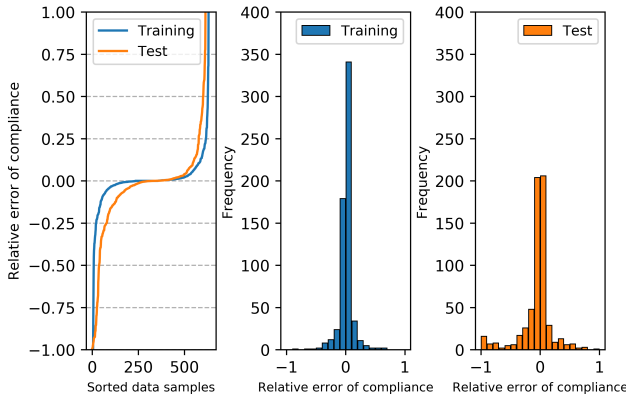 Relative error of compliance
1.00
0.75
0.50
0.25
0.00
−0.25
−0.50
−0.75
−1.00
Training
Test
0 250 500
Sorted data samples
Frequency
400
350
300
250
200
150
100
50
0
Training
−1 0 1
Relative error of compliance
Frequency
400
350
300
250
200
150
100
50
0
Test
−1 0 1
Relative error of compliance